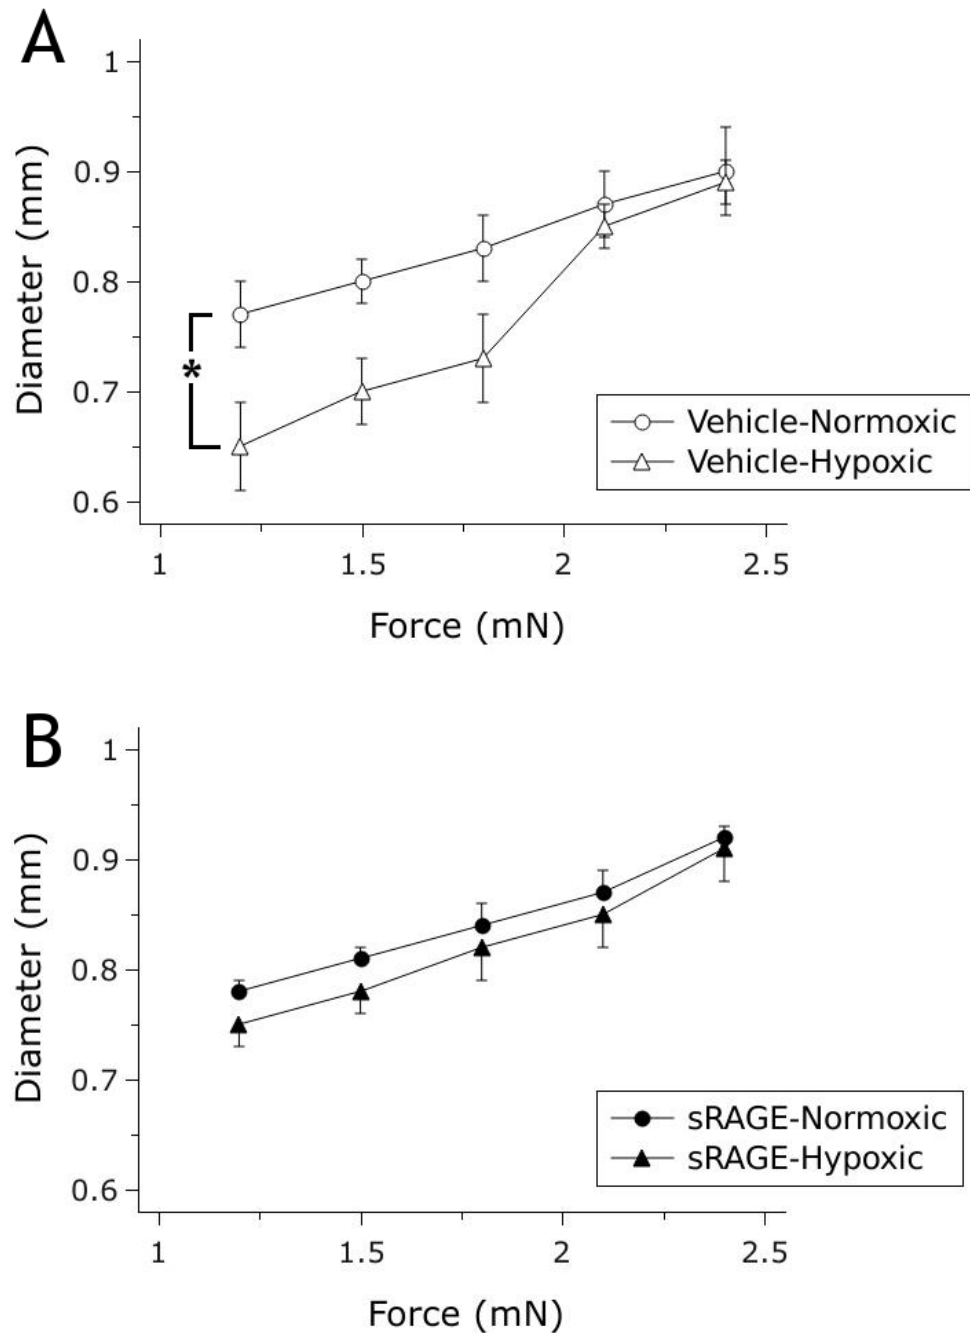 A
1
0.9
0.8
0.7
0.6
Diameter (mm)
*
Vehicle-Normoxic
Vehicle-Hypoxic
1 1.5 2 2.5
Force (mN)
B
1
0.9
0.8
0.7
0.6
Diameter (mm)
sRAGE-Normoxic
sRAGE-Hypoxic
1 1.5 2 2.5
Force (mN)